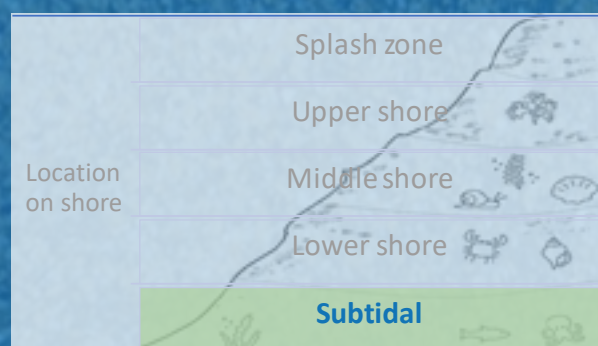 Splash zone
Upper shore
Location
on shore
Middle shore
Lower shore
Subtidal